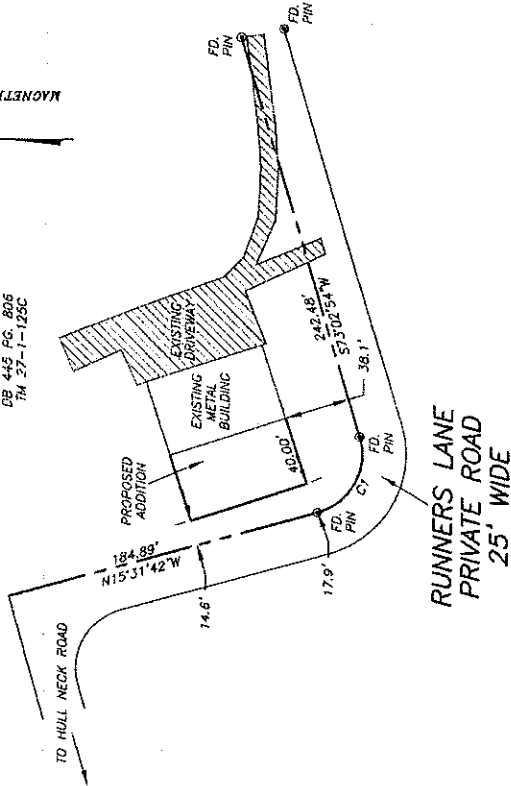 MAGNETI
DB 445 PG. 806
TM 27-1-125C
FD.
PIN
FD.
PIN
EXISTING
DRIVEWAY
EXISTING
METAL
BUILDING
PROPOSED
ADDITION
40.00'
242.48'
S73°02'54"W
38.1'
FD.
PIN
C7
FD.
PIN
17.9'
14.6'
184.89'
N15°31'42"W
TO HULL NECK ROAD
RUNNERS LANE
PRIVATE ROAD
25' WIDE